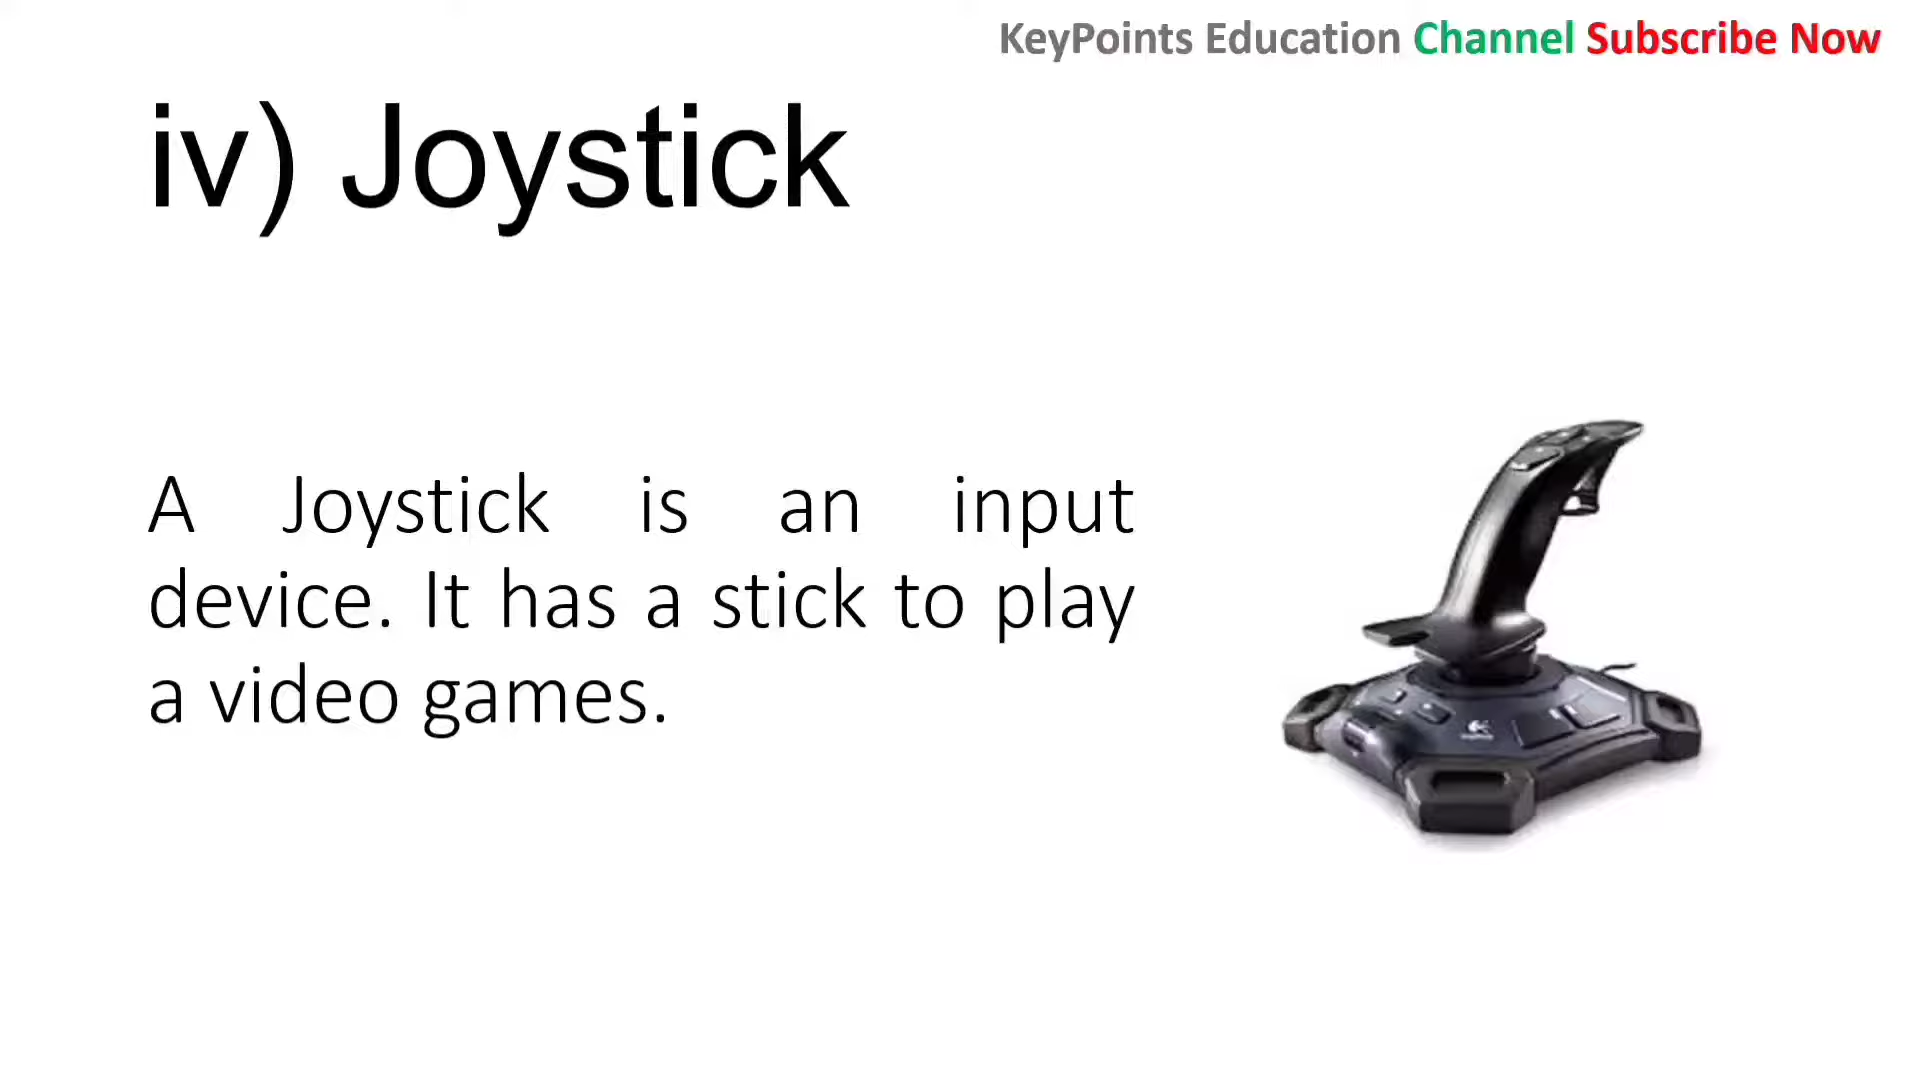 KeyPoints Education Channel Subscribe Now
iv) Joystick
A Joystick is an input
device. It has a stick to play
a video games.